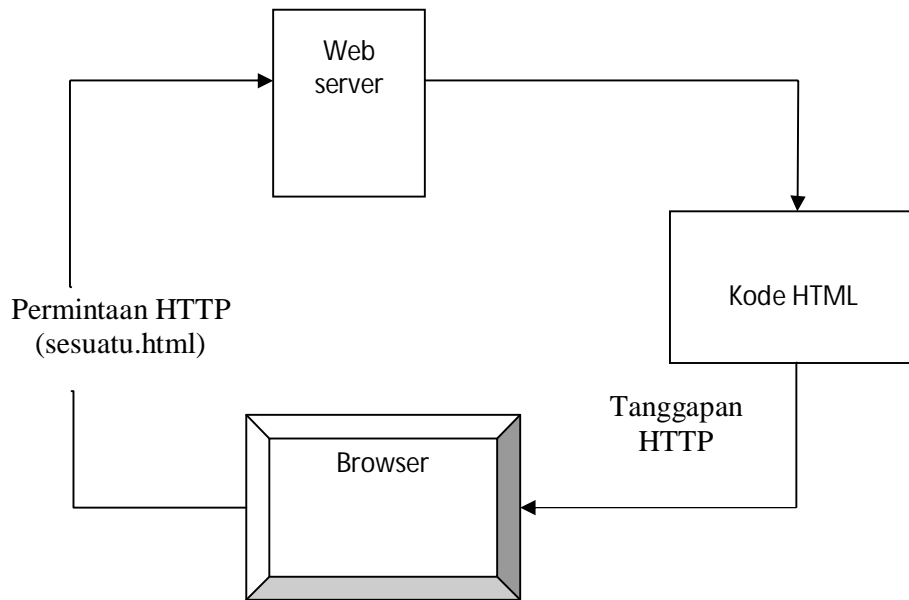 Web
server
Kode HTML
Permintaan HTTP
(sesuatu.html)
Tanggapan
HTTP
Browser